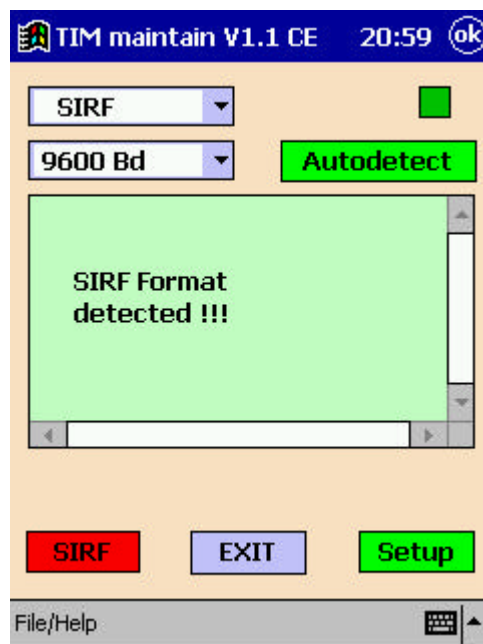 TIM maintain V1.1 CE 20:59 ok
SIRF
9600 Bd Autodetect
SIRF Format
detected !!!
SIRF EXIT Setup
File/Help